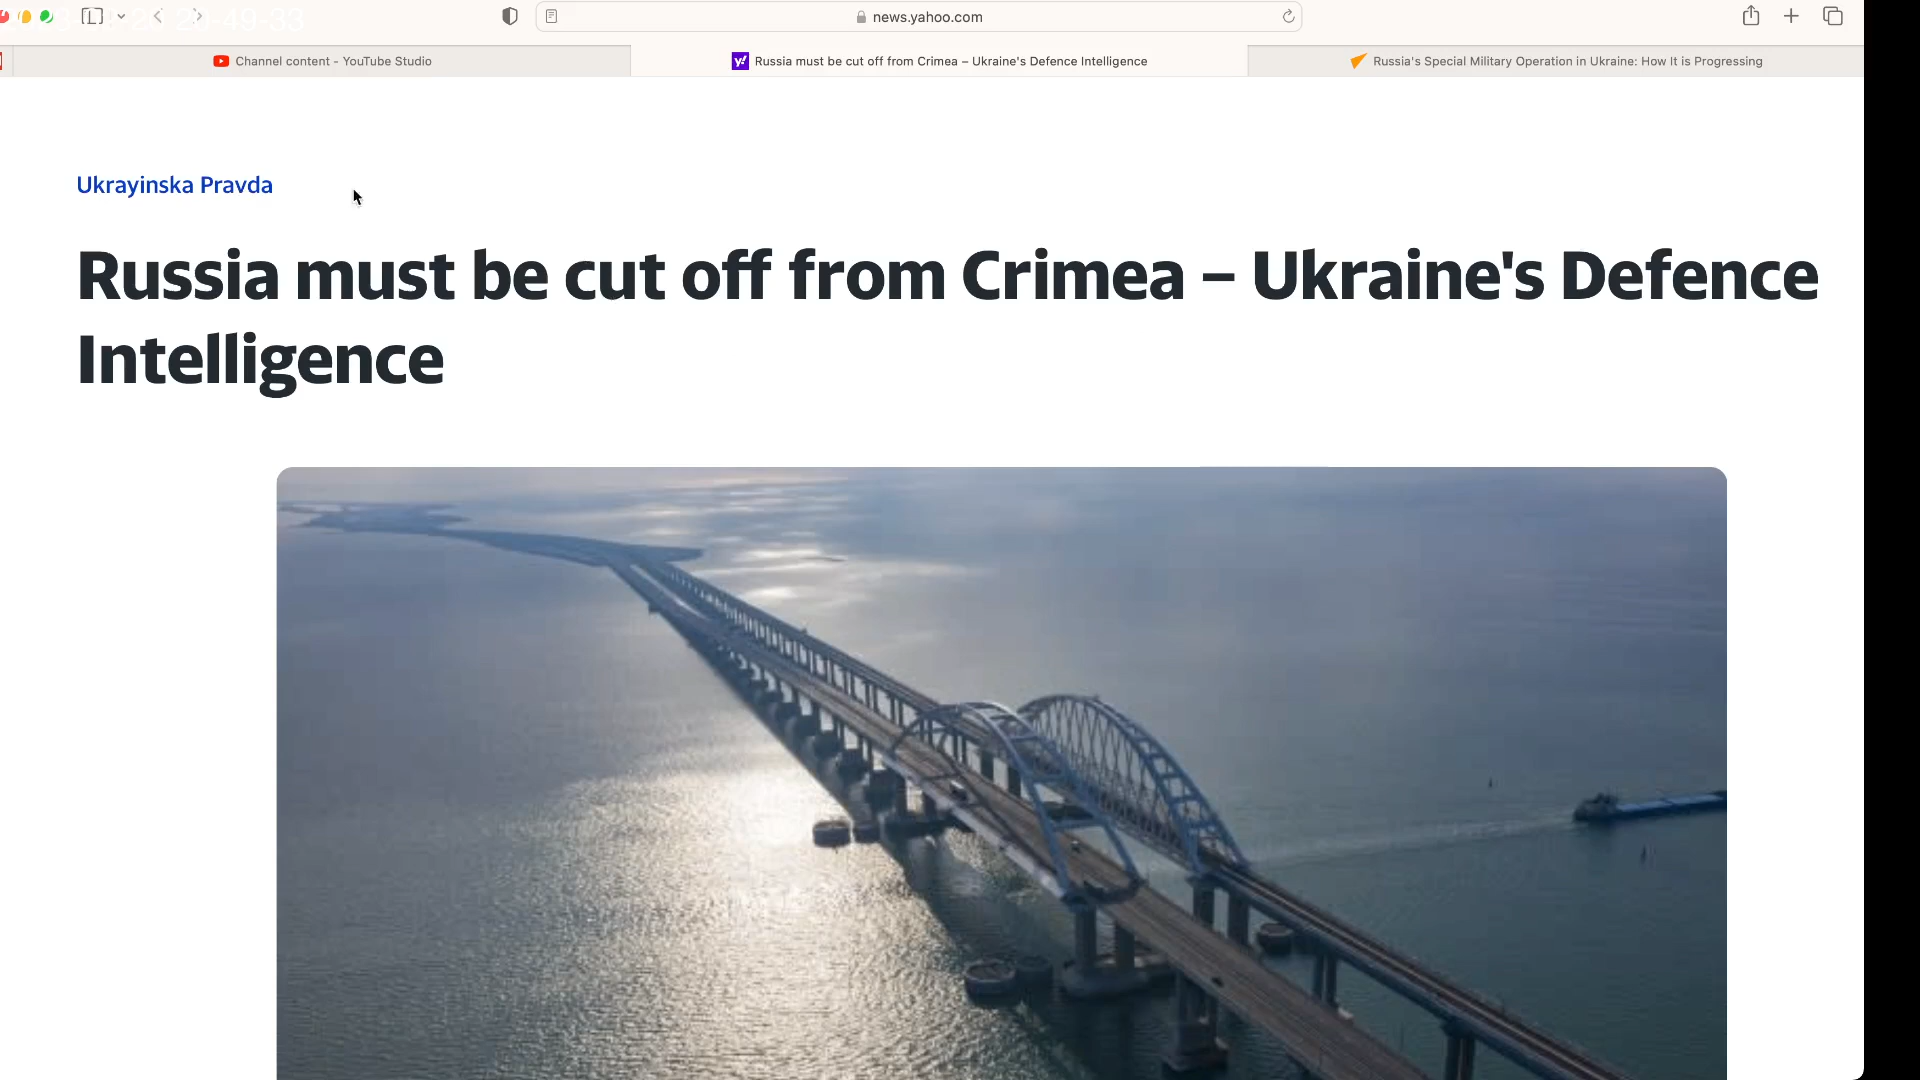 news.yahoo.com
Channel content - YouTube Studio
Russia must be cut off from Crimea – Ukraine's Defence Intelligence
Russia's Special Military Operation in Ukraine: How It is Progressing
Ukrayinska Pravda
Russia must be cut off from Crimea – Ukraine's Defence
Intelligence